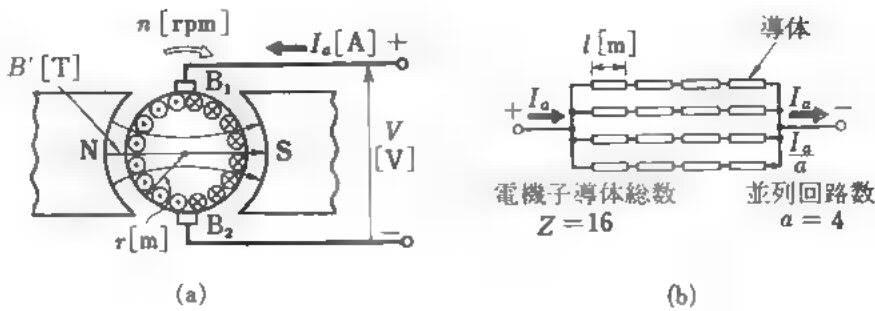 n [rpm]
I_a [A] +
B' [T]
B₁
N
S
V
[V]
r [m]
B₂
−
(a)
l [m]
導体
+ I_a
I_a −
I_a/a
電機子導体総数
Z = 16
並列回路数
a = 4
(b)